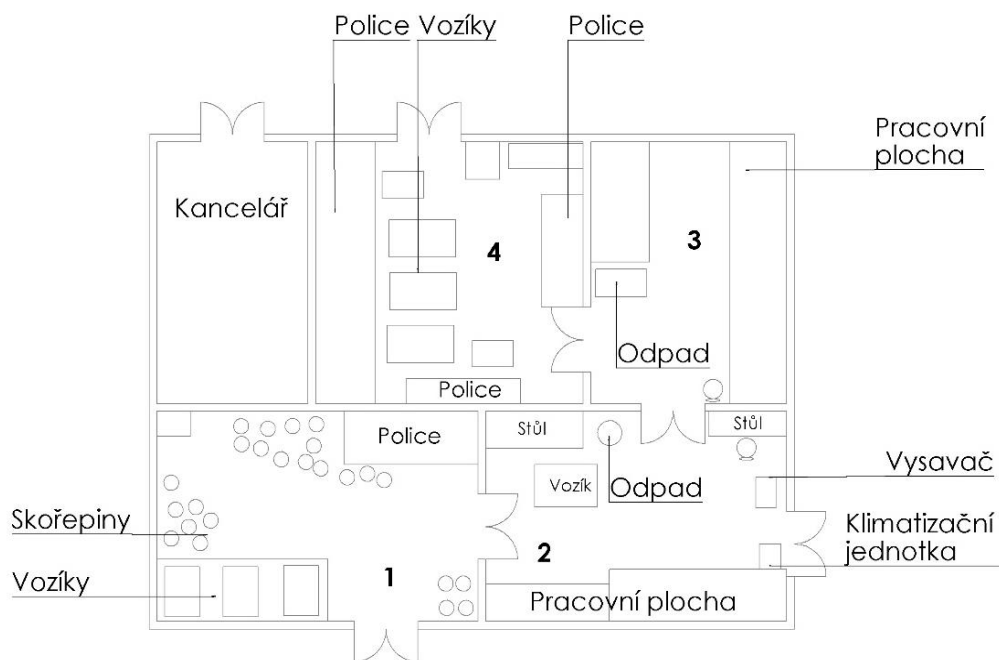 Police Vozíky
Police
Pracovní
plocha
Kancelář
4
3
Odpad
Police
Police
Stůl
Stůl
Vozík
Odpad
Vysavač
Skořepiny
Klimatizační
jednotka
Vozíky
1
2
Pracovní plocha